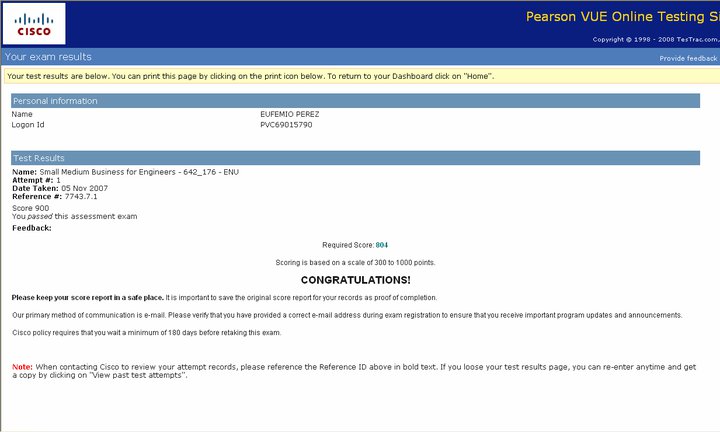 CISCO
Pearson VUE Online Testing Si
Copyright © 1998 - 2008 TesTrac.com,
Your exam results
Provide feedback
Your test results are below. You can print this page by clicking on the print icon below. To return to your Dashboard click on "Home".
Personal information
Name EUFEMIO PEREZ
Logon Id PVC69015790
Test Results
Name: Small Medium Business for Engineers - 642_176 - ENU
Attempt #: 1
Date Taken: 05 Nov 2007
Reference #: 7743.7.1
Score 900
You passed this assessment exam
Feedback:
Required Score: 804
Scoring is based on a scale of 300 to 1000 points.
CONGRATULATIONS!
Please keep your score report in a safe place. It is important to save the original score report for your records as proof of completion.
Our primary method of communication is e-mail. Please verify that you have provided a correct e-mail address during exam registration to ensure that you receive important program updates and announcements.
Cisco policy requires that you wait a minimum of 180 days before retaking this exam.
Note: When contacting Cisco to review your attempt records, please reference the Reference ID above in bold text. If you loose your test results page, you can re-enter anytime and get
a copy by clicking on "View past test attempts".